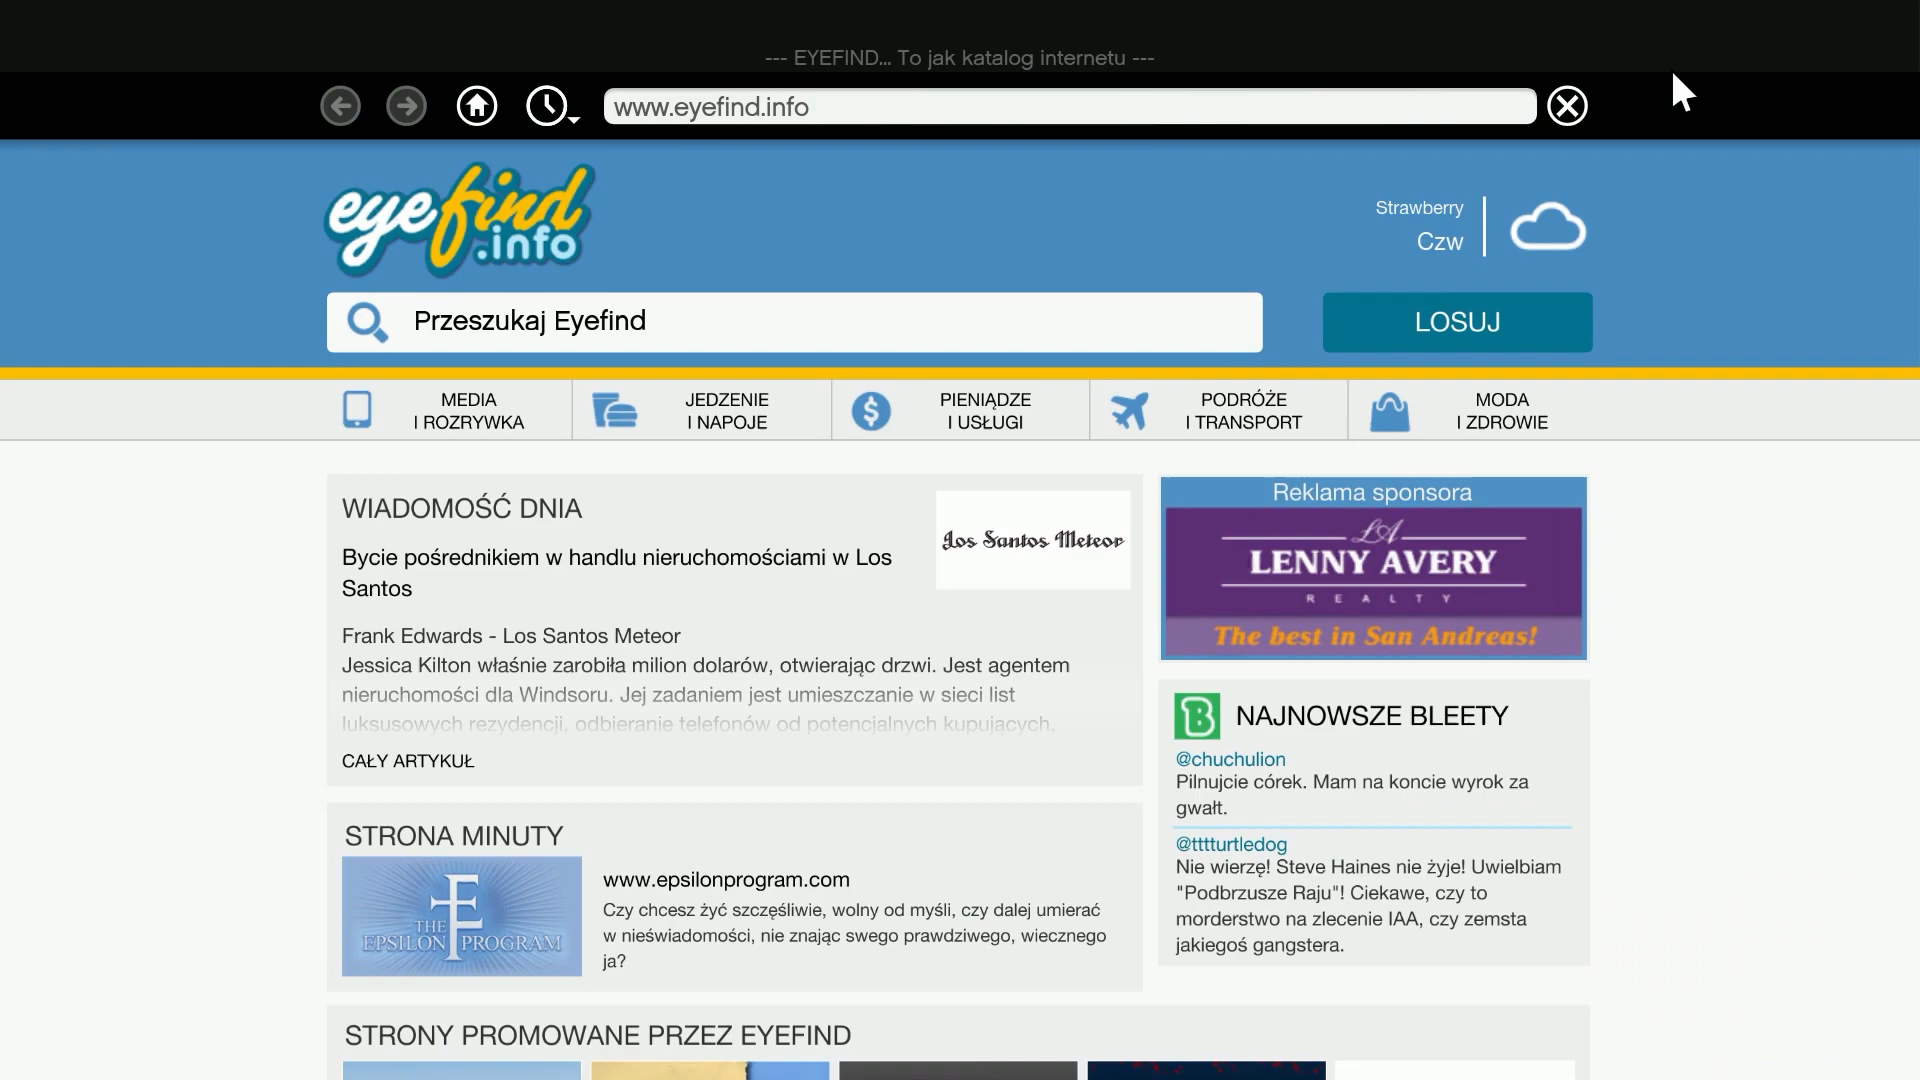 --- EYEFIND... To jak katalog internetu ---
www.eyefind.info
eyefind
.info
Strawberry
Czw
Przeszukaj Eyefind
LOSUJ
MEDIA
I ROZRYWKA
JEDZENIE
I NAPOJE
PIENIĄDZE
I USŁUGI
PODRÓŻE
I TRANSPORT
MODA
I ZDROWIE
WIADOMOŚĆ DNIA
Los Santos Meteor
Bycie pośrednikiem w handlu nieruchomościami w Los
Santos
Frank Edwards - Los Santos Meteor
Jessica Kilton właśnie zarobiła milion dolarów, otwierając drzwi. Jest agentem
nieruchomości dla Windsoru. Jej zadaniem jest umieszczanie w sieci list
luksusowych rezydencji, odbieranie telefonów od potencjalnych kupujących,
CAŁY ARTYKUŁ
STRONA MINUTY
THE
EPSILON PROGRAM
www.epsilonprogram.com
Czy chcesz żyć szczęśliwie, wolny od myśli, czy dalej umierać
w nieświadomości, nie znając swego prawdziwego, wiecznego
ja?
Reklama sponsora
LA
LENNY AVERY
REALTY
The best in San Andreas!
B
NAJNOWSZE BLEETY
@chuchulion
Pilnujcie córek. Mam na koncie wyrok za
gwałt.
@tttturtledog
Nie wierzę! Steve Haines nie żyje! Uwielbiam
"Podbrzusze Raju"! Ciekawe, czy to
morderstwo na zlecenie IAA, czy zemsta
jakiegoś gangstera.
STRONY PROMOWANE PRZEZ EYEFIND